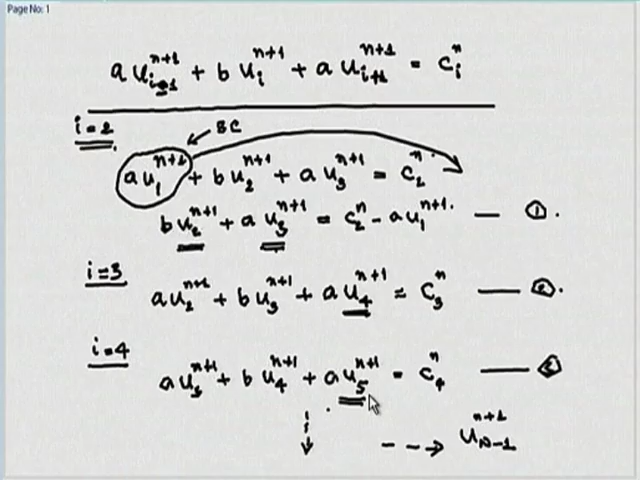 Page No: 1
a u_{i-1}^{n+1} + b u_i^{n+1} + a u_{i+1}^{n+1} = c_i^n
i=2
BC
a u_1^{n+1} + b u_2^{n+1} + a u_3^{n+1} = c_2^n
b u_2^{n+1} + a u_3^{n+1} = c_2^n - a u_1^{n+1} — ①.
i=3
a u_2^{n+1} + b u_3^{n+1} + a u_4^{n+1} = c_3^n — ②.
i=4
a u_3^{n+1} + b u_4^{n+1} + a u_5^{n+1} = c_4^n — ③
- - → u_{N-1}^{n+1}